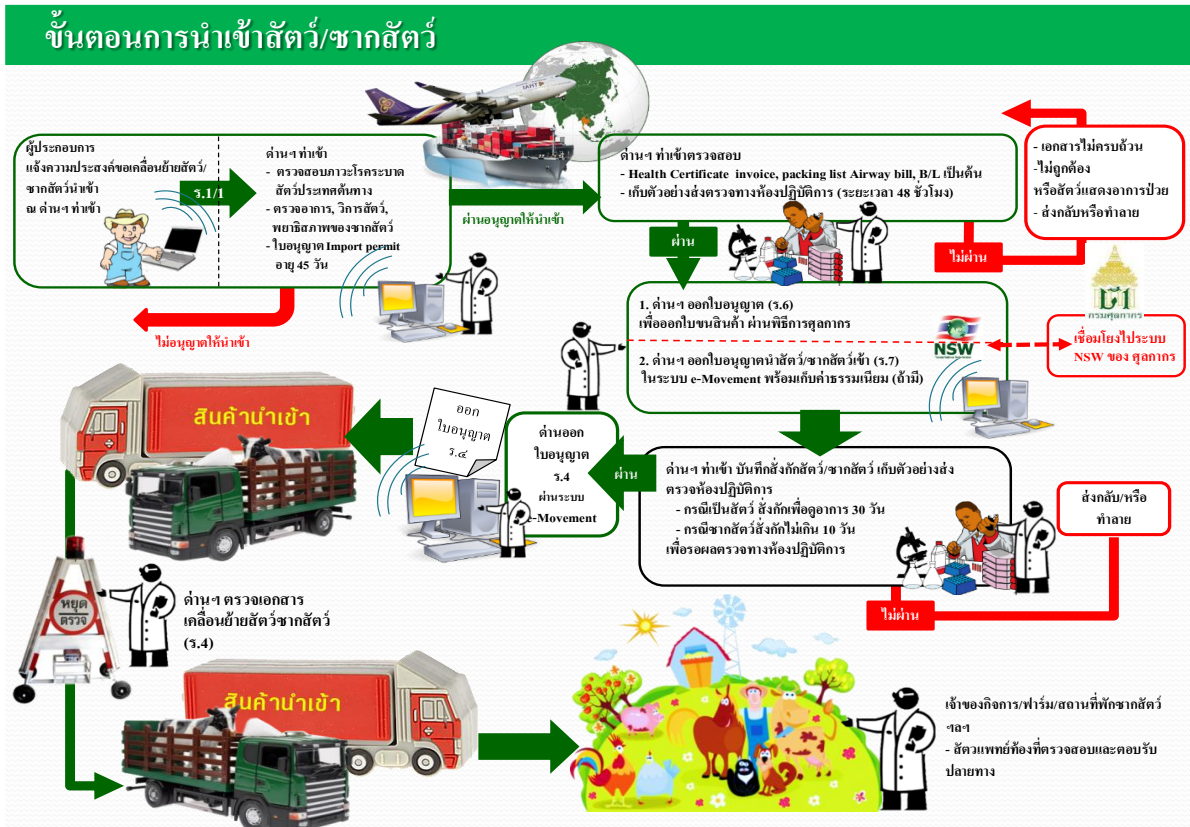 ขั้นตอนการนำเข้าสัตว์/ซากสัตว์
ผู้ประกอบการ
แจ้งความประสงค์ขอเคลื่อนย้ายสัตว์/
ซากสัตว์นำเข้า
ณ ด่านฯ ท่าเข้า
ร.1/1
ด่านฯ ท่าเข้า
- ตรวจสอบภาวะโรคระบาด
สัตว์ประเทศต้นทาง
- ตรวจอาการ, วิการสัตว์,
พยาธิสภาพของซากสัตว์
- ใบอนุญาต Import permit
อายุ 45 วัน
ผ่านอนุญาตให้นำเข้า
ไม่อนุญาตให้นำเข้า
ด่านฯ ท่าเข้าตรวจสอบ
- Health Certificate invoice, packing list Airway bill, B/L เป็นต้น
- เก็บตัวอย่างส่งตรวจทางห้องปฏิบัติการ (ระยะเวลา 48 ชั่วโมง)
ผ่าน
ไม่ผ่าน
- เอกสารไม่ครบถ้วน
-ไม่ถูกต้อง
หรือสัตว์แสดงอาการป่วย
- ส่งกลับหรือทำลาย
กรมศุลกากร
1. ด่านฯ ออกใบอนุญาต (ร.6)
เพื่อออกใบขนสินค้า ผ่านพิธีการศุลกากร
2. ด่านฯ ออกใบอนุญาตนำสัตว์/ซากสัตว์เข้า (ร.7)
ในระบบ e-Movement พร้อมเก็บค่าธรรมเนียม (ถ้ามี)
NSW
เชื่อมโยงไประบบ
NSW ของ ศุลกากร
ด่านฯ ท่าเข้า บันทึกสั่งกักสัตว์/ซากสัตว์ เก็บตัวอย่างส่ง
ตรวจห้องปฏิบัติการ
- กรณีเป็นสัตว์ สั่งกักเพื่อดูอาการ 30 วัน
- กรณีซากสัตว์สั่งกักไม่เกิน 10 วัน
เพื่อรอผลตรวจทางห้องปฏิบัติการ
ไม่ผ่าน
ส่งกลับ/หรือ
ทำลาย
ผ่าน
ด่านออก
ใบอนุญาต
ร.4
ผ่านระบบ
e-Movement
ออก
ใบอนุญาต
ร.๔
สินค้านำเข้า
หยุด
ตรวจ
ด่านฯ ตรวจเอกสาร
เคลื่อนย้ายสัตว์ซากสัตว์
(ร.4)
สินค้านำเข้า
เจ้าของกิจการ/ฟาร์ม/สถานที่พักซากสัตว์
ฯลฯ
- สัตวแพทย์ท้องที่ตรวจสอบและตอบรับ
ปลายทาง